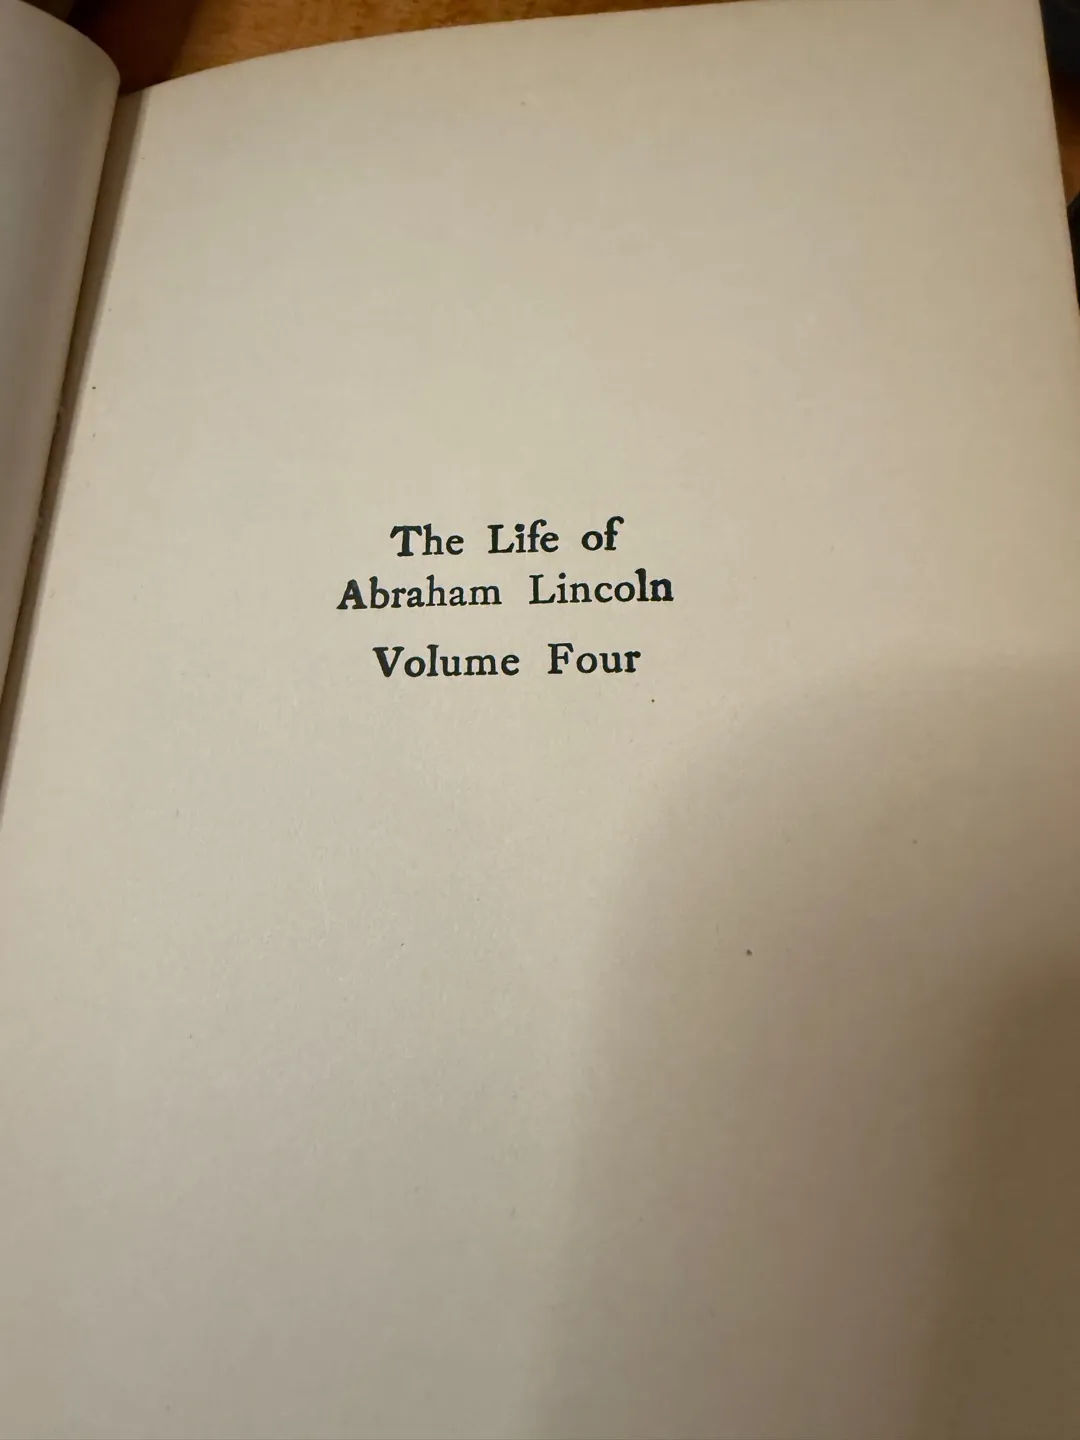 The Life of
Abraham Lincoln
Volume Four